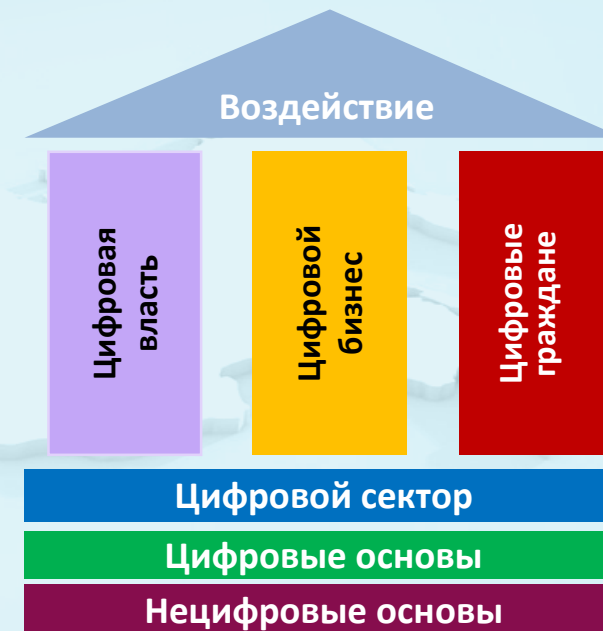 Воздействие
Цифровая
власть
Цифровой
бизнес
Цифровые
граждане
Цифровой сектор
Цифровые основы
Нецифровые основы